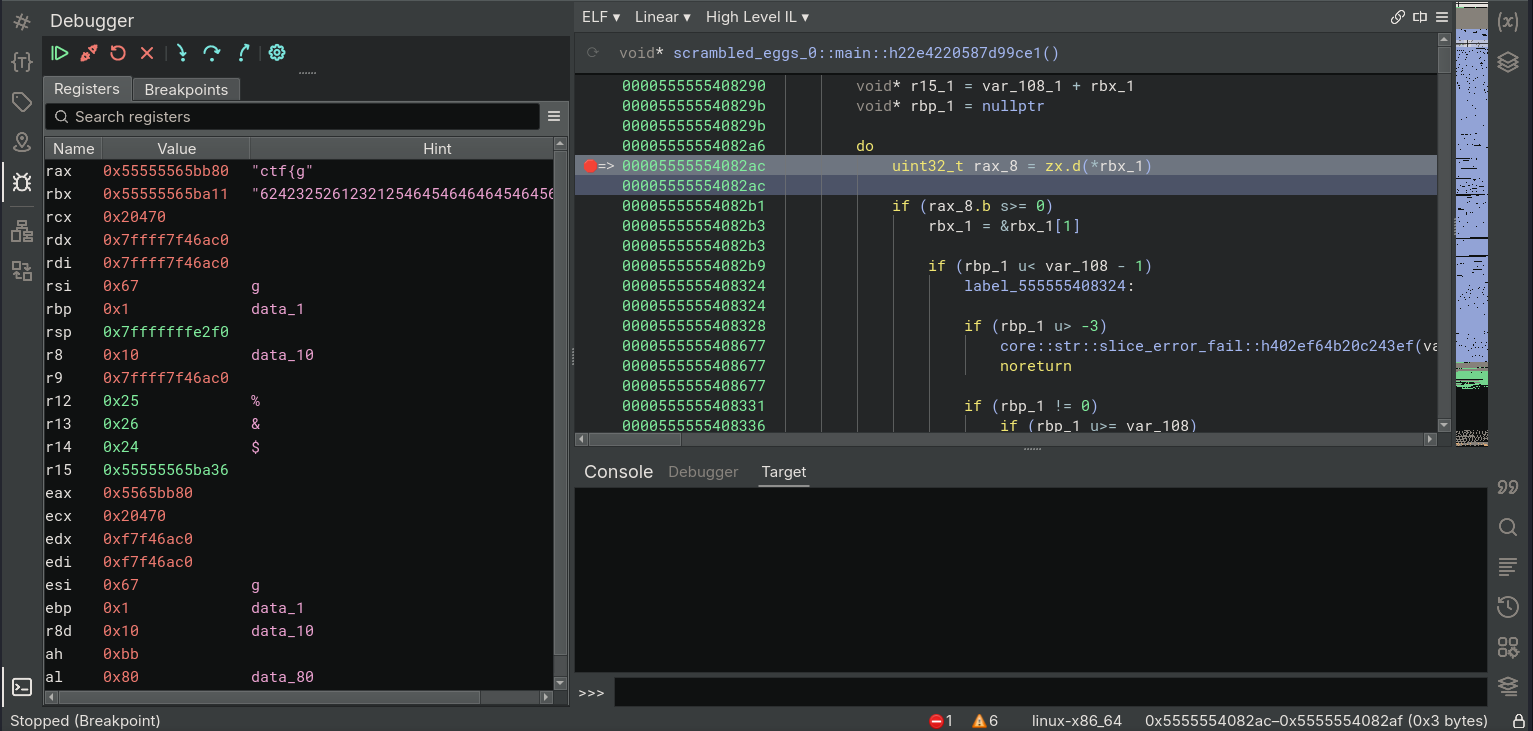 Debugger
Registers
Breakpoints
Search registers
Name Value Hint
rax 0x55555565bb80 "ctf{g"
rbx 0x55555565ba11 "624232526123212546454646464546456
rcx 0x20470
rdx 0x7ffff7f46ac0
rdi 0x7ffff7f46ac0
rsi 0x67 g
rbp 0x1 data_1
rsp 0x7fffffffe2f0
r8 0x10 data_10
r9 0x7ffff7f46ac0
r12 0x25 %
r13 0x26 &
r14 0x24 $
r15 0x55555565ba36
eax 0x5565bb80
ecx 0x20470
edx 0xf7f46ac0
edi 0xf7f46ac0
esi 0x67 g
ebp 0x1 data_1
r8d 0x10 data_10
ah 0xbb
al 0x80 data_80
ELF ▾ Linear ▾ High Level IL ▾
void* scrambled_eggs_0::main::h22e4220587d99ce1()
0000555555408290 void* r15_1 = var_108_1 + rbx_1
000055555540829b void* rbp_1 = nullptr
000055555540829b
00005555554082a6 do
=> 00005555554082ac uint32_t rax_8 = zx.d(*rbx_1)
00005555554082ac
00005555554082b1 if (rax_8.b s>= 0)
00005555554082b3 rbx_1 = &rbx_1[1]
00005555554082b3
00005555554082b9 if (rbp_1 u< var_108 - 1)
0000555555408324 label_555555408324:
0000555555408324
0000555555408328 if (rbp_1 u> -3)
0000555555408677 core::str::slice_error_fail::h402ef64b20c243ef(va
0000555555408677 noreturn
0000555555408677
0000555555408331 if (rbp_1 != 0)
0000555555408336 if (rbp_1 u>= var_108)
Console Debugger Target
>>>
Stopped (Breakpoint) 1 6 linux-x86_64 0x5555554082ac–0x5555554082af (0x3 bytes)